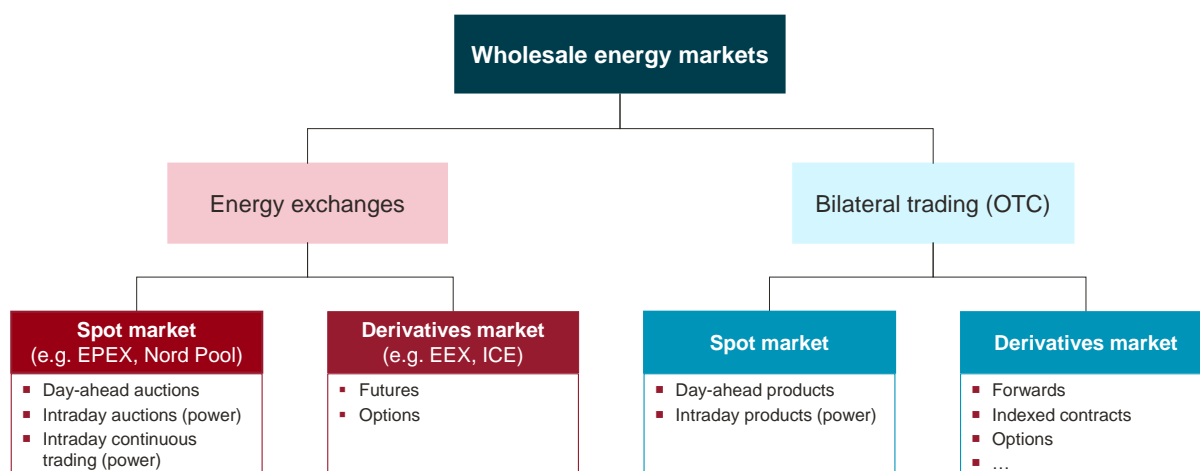 Wholesale energy markets
Energy exchanges
Bilateral trading (OTC)
Spot market
(e.g. EPEX, Nord Pool)
▪ Day-ahead auctions
▪ Intraday auctions (power)
▪ Intraday continuous
trading (power)
Derivatives market
(e.g. EEX, ICE)
▪ Futures
▪ Options
Spot market
▪ Day-ahead products
▪ Intraday products (power)
Derivatives market
▪ Forwards
▪ Indexed contracts
▪ Options
▪ …